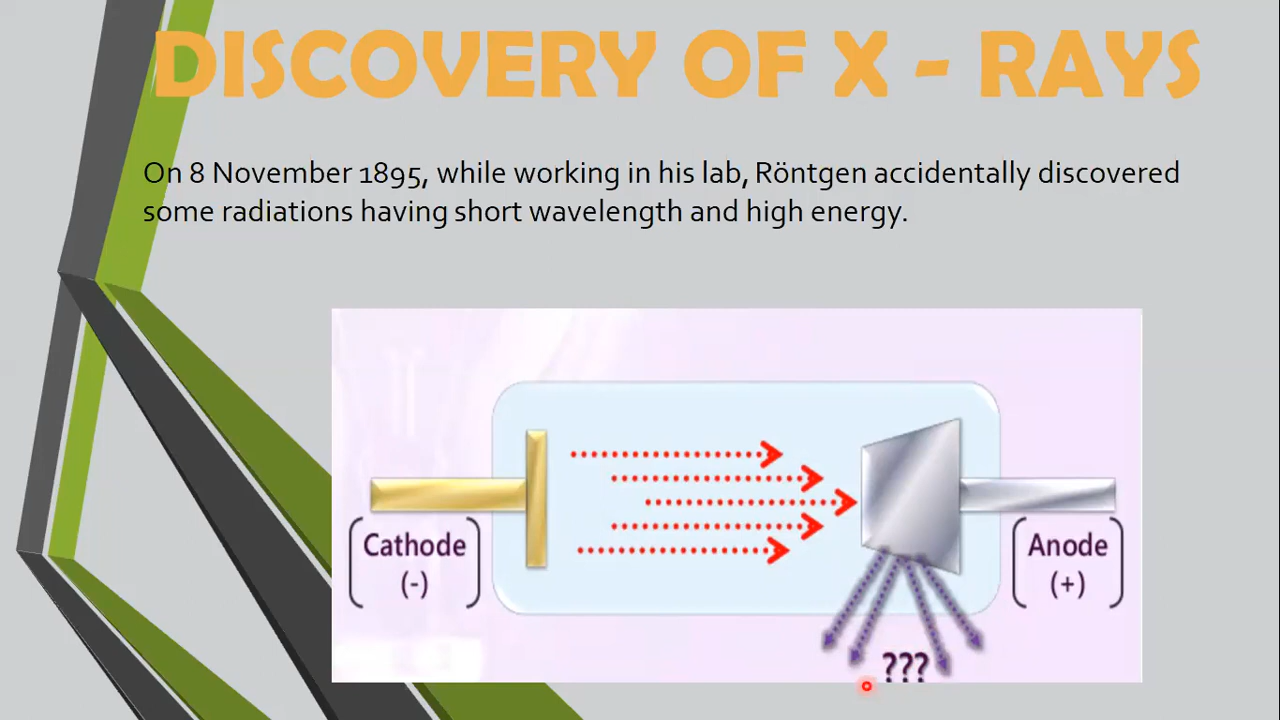 DISCOVERY OF X - RAYS
On 8 November 1895, while working in his lab, Röntgen accidentally discovered
some radiations having short wavelength and high energy.
Cathode
(-)
Anode
(+)
???